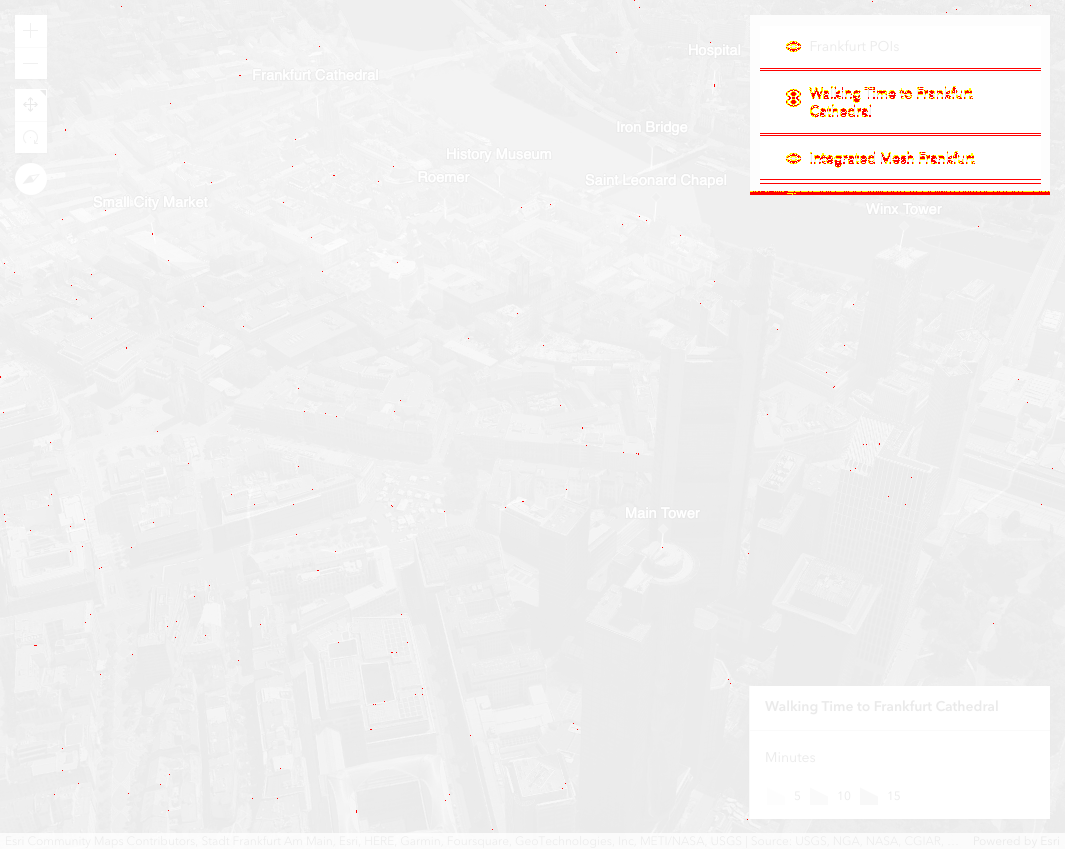 Hospital
Frankfurt POIs
Frankfurt Cathedral
Walking Time to Frankfurt
Cathedral
Iron Bridge
History Museum
Integrated Mesh Frankfurt
Roemer
Saint Leonard Chapel
Small City Market
Winx Tower
Main Tower
Walking Time to Frankfurt Cathedral
Minutes
5 10 15
Esri Community Maps Contributors, Stadt Frankfurt Am Main, Esri, HERE, Garmin, Foursquare, GeoTechnologies, Inc, METI/NASA, USGS | Source: USGS, NGA, NASA, CGIAR, Powered by Esri